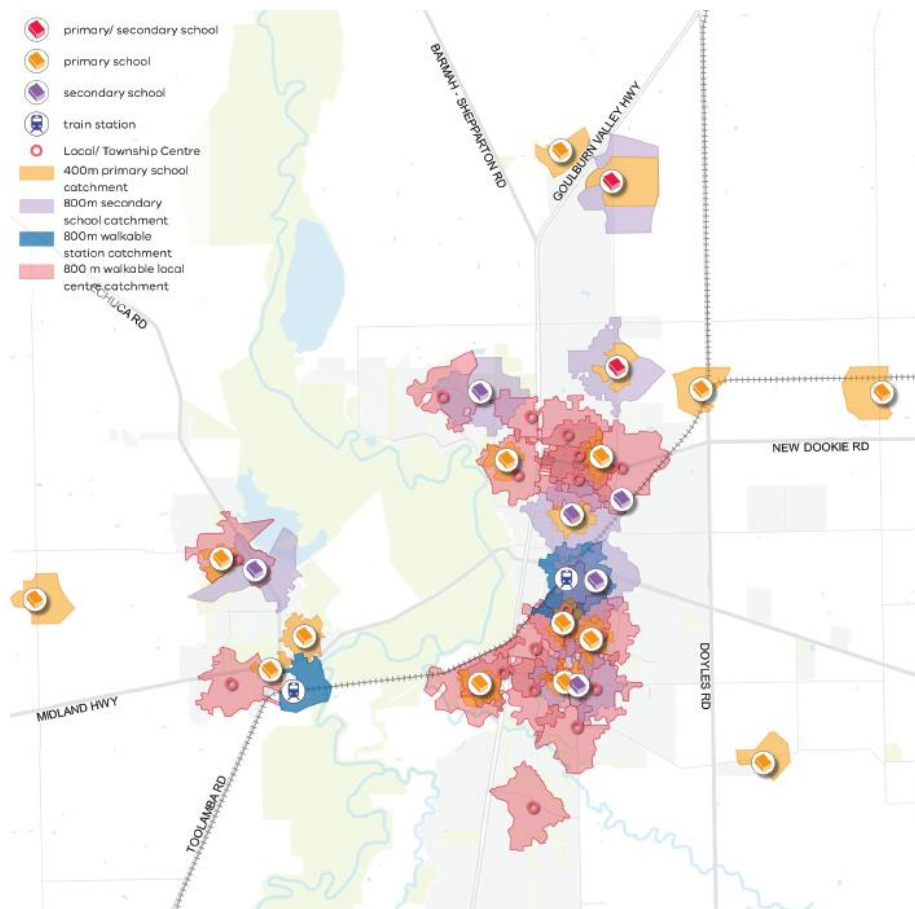 primary/ secondary school
primary school
secondary school
train station
Local/ Township Centre
400m primary school
catchment
800m secondary
school catchment
800m walkable
station catchment
800 m walkable local
centre catchment
BARMAH - SHEPPARTON RD
GOULBURN VALLEY HWY
ECHUCA RD
NEW DOOKIE RD
DOYLES RD
MIDLAND HWY
TOOLAMBA RD